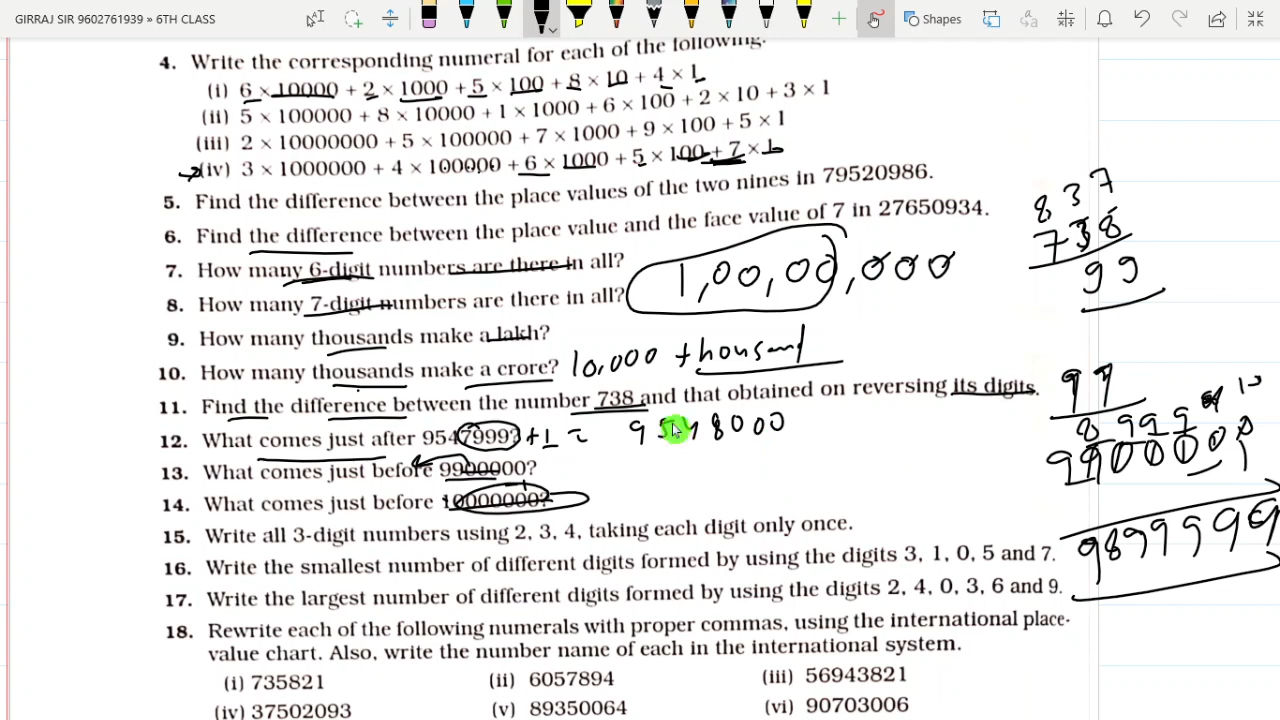 GIRRAJ SIR 9602761939 » 6TH CLASS
Shapes
4. Write the corresponding numeral for each of the following.
(i) 6 × 10000 + 2 × 1000 + 5 × 100 + 8 × 10 + 4 × 1
(ii) 5 × 100000 + 8 × 10000 + 1 × 1000 + 6 × 100 + 2 × 10 + 3 × 1
(iii) 2 × 10000000 + 5 × 100000 + 7 × 1000 + 9 × 100 + 5 × 1
(iv) 3 × 1000000 + 4 × 100000 + 6 × 1000 + 5 × 100 + 7 × 1
5. Find the difference between the place values of the two nines in 79520986.
837
738
99
6. Find the difference between the place value and the face value of 7 in 27650934.
7. How many 6-digit numbers are there in all?
1,00,00,000
8. How many 7-digit numbers are there in all?
9. How many thousands make a lakh?
10. How many thousands make a crore? 10,000 thousand
11. Find the difference between the number 738 and that obtained on reversing its digits.
99
12. What comes just after 9547999? +1 = 9548000
13. What comes just before 9900000?
14. What comes just before 10000000?
9899999
15. Write all 3-digit numbers using 2, 3, 4, taking each digit only once.
16. Write the smallest number of different digits formed by using the digits 3, 1, 0, 5 and 7.
17. Write the largest number of different digits formed by using the digits 2, 4, 0, 3, 6 and 9.
18. Rewrite each of the following numerals with proper commas, using the international place-
value chart. Also, write the number name of each in the international system.
(i) 735821 (ii) 6057894 (iii) 56943821
(iv) 37502093 (v) 89350064 (vi) 90703006